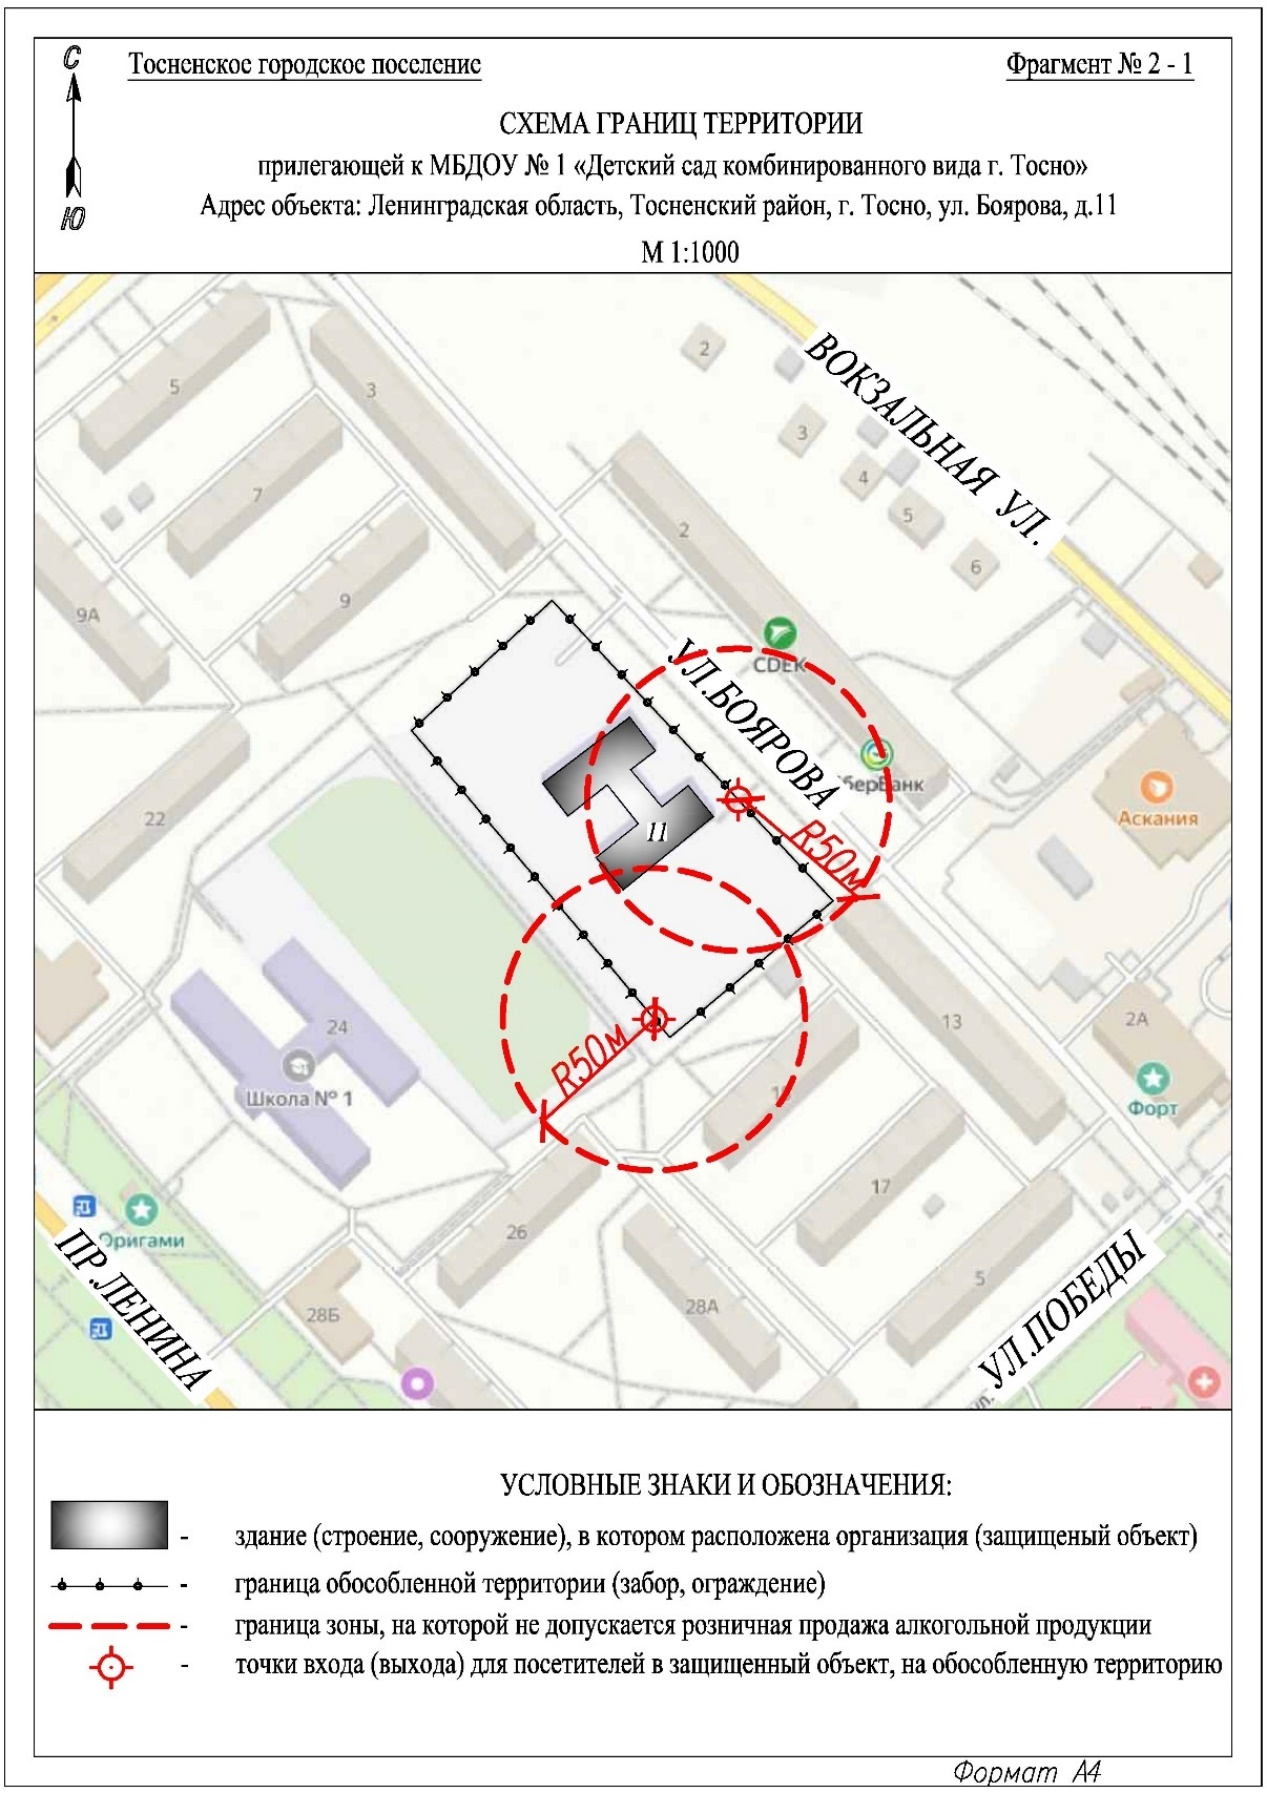 С
Ю
Тосненское городское поселение
Фрагмент № 2 - 1
СХЕМА ГРАНИЦ ТЕРРИТОРИИ
прилегающей к МБДОУ № 1 «Детский сад комбинированного вида г. Тосно»
Адрес объекта: Ленинградская область, Тосненский район, г. Тосно, ул. Боярова, д.11
М 1:1000
ВОКЗАЛЬНАЯ УЛ.
2
5
3
3
4
7
5
2
6
9
9А
CDEK
УЛ.БОЯРОВА
Аскания
22
11
R50м
24
13
2А
R50м
Школа № 1
Форт
17
26
Оригами
5
28А
28Б
ПР.ЛЕНИНА
УЛ.ПОБЕДЫ
УСЛОВНЫЕ ЗНАКИ И ОБОЗНАЧЕНИЯ:
- здание (строение, сооружение), в котором расположена организация (защищеный объект)
- граница обособленной территории (забор, ограждение)
- граница зоны, на которой не допускается розничная продажа алкогольной продукции
- точки входа (выхода) для посетителей в защищенный объект, на обособленную территорию
Формат А4